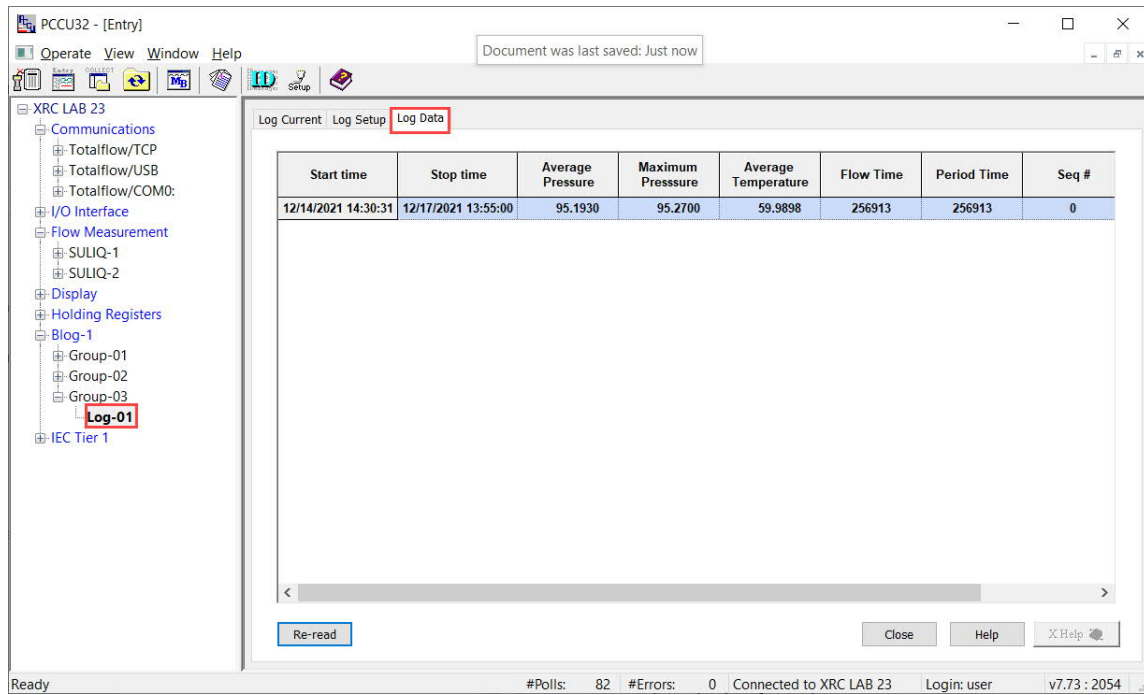 PCCU32 - [Entry]
Operate View Window Help
Document was last saved: Just now
Entry COLLECT MB ID Manager Setup
XRC LAB 23
Communications
Totalflow/TCP
Totalflow/USB
Totalflow/COM0:
I/O Interface
Flow Measurement
SULIQ-1
SULIQ-2
Display
Holding Registers
Blog-1
Group-01
Group-02
Group-03
Log-01
IEC Tier 1
Log Current Log Setup Log Data
Start time Stop time Average Pressure Maximum Presssure Average Temperature Flow Time Period Time Seq #
12/14/2021 14:30:31 12/17/2021 13:55:00 95.1930 95.2700 59.9898 256913 256913 0
Re-read Close Help X Help
Ready #Polls: 82 #Errors: 0 Connected to XRC LAB 23 Login: user v7.73 : 2054